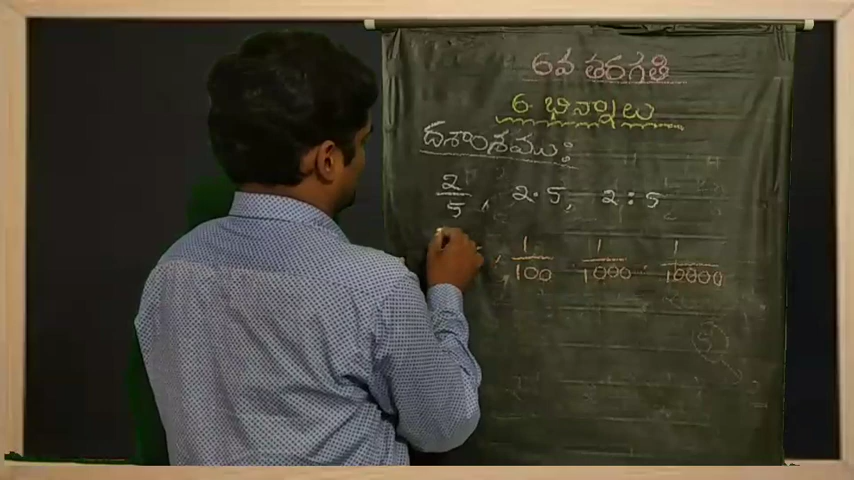 6వ తరగతి
6 భిన్నాలు
దశాంశము:
2/5, 2.5, 2:5
, 1/100 . 1/1000 . 1/10000